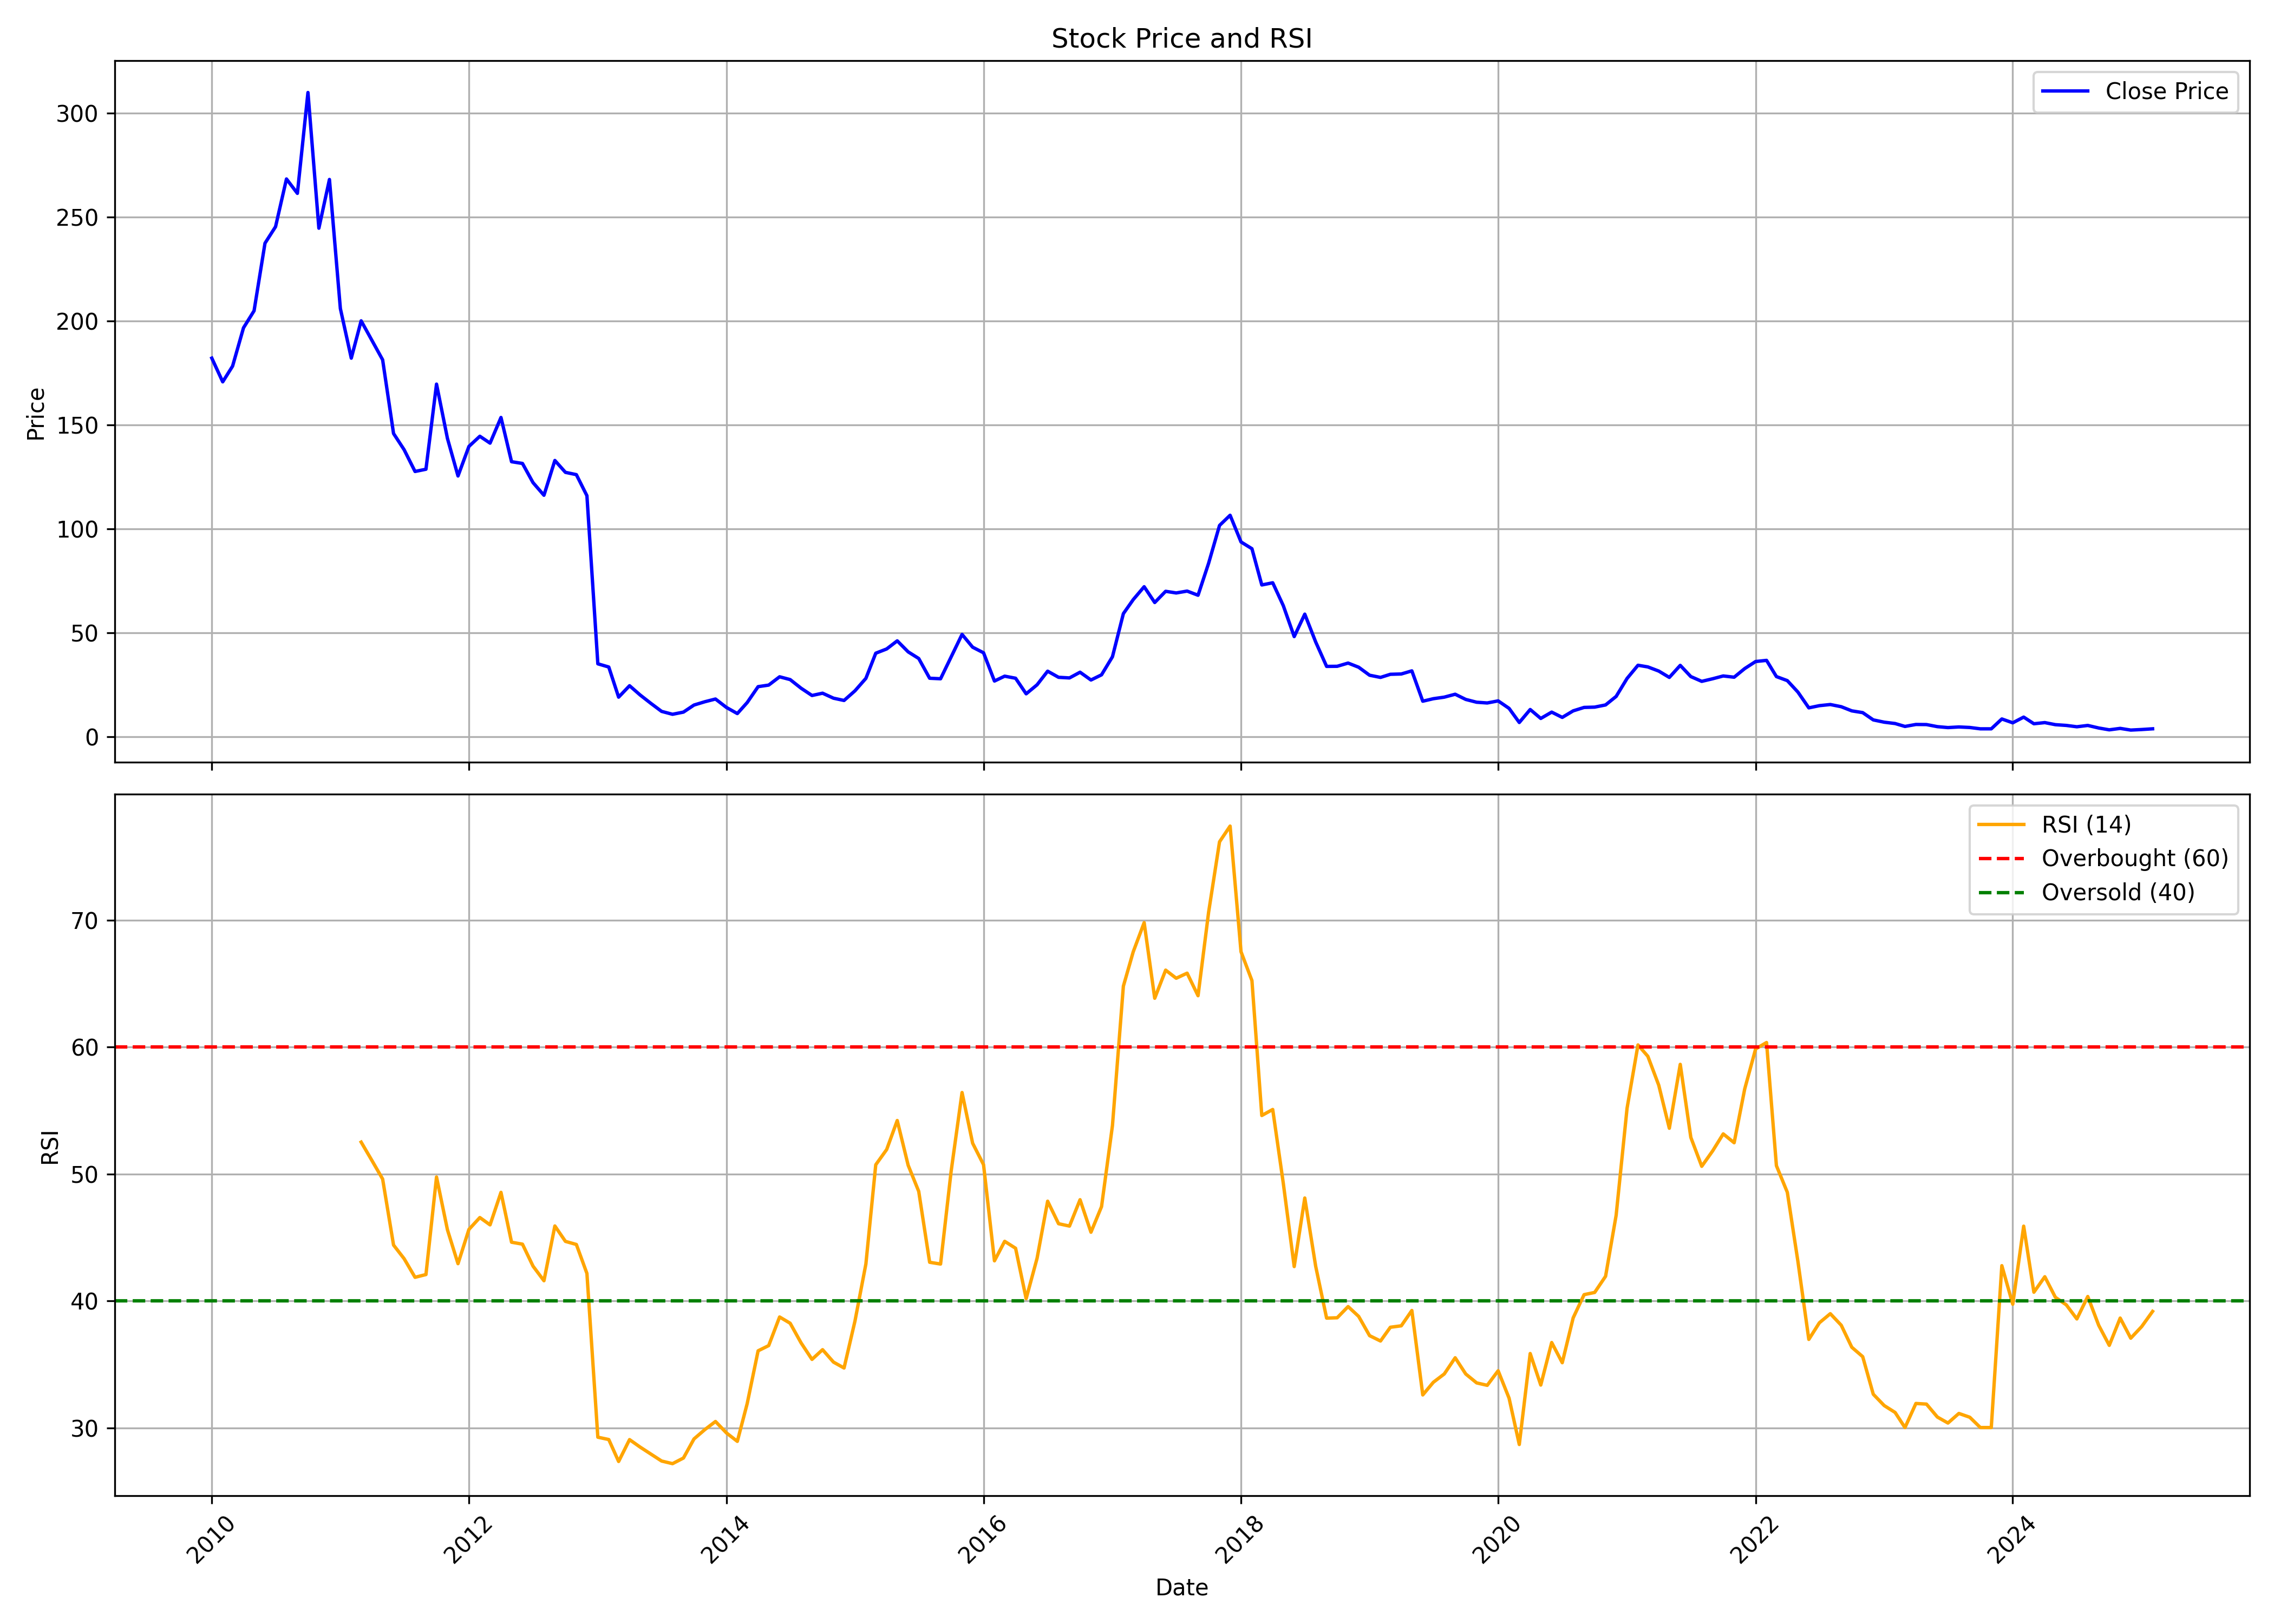 Stock Price and RSI
Close Price
300
250
200
150
100
50
0
Price
RSI (14)
Overbought (60)
Oversold (40)
70
60
50
40
30
RSI
2010
2012
2014
2016
2018
2020
2022
2024
Date